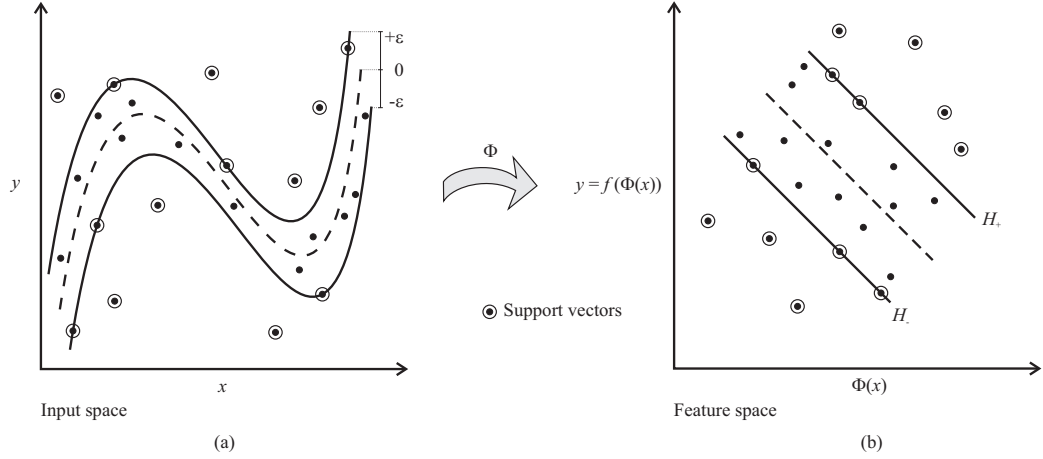 +ε
0
-ε
y
x
Input space
(a)
Φ
Support vectors
y = f (Φ(x))
H+
H-
Φ(x)
Feature space
(b)